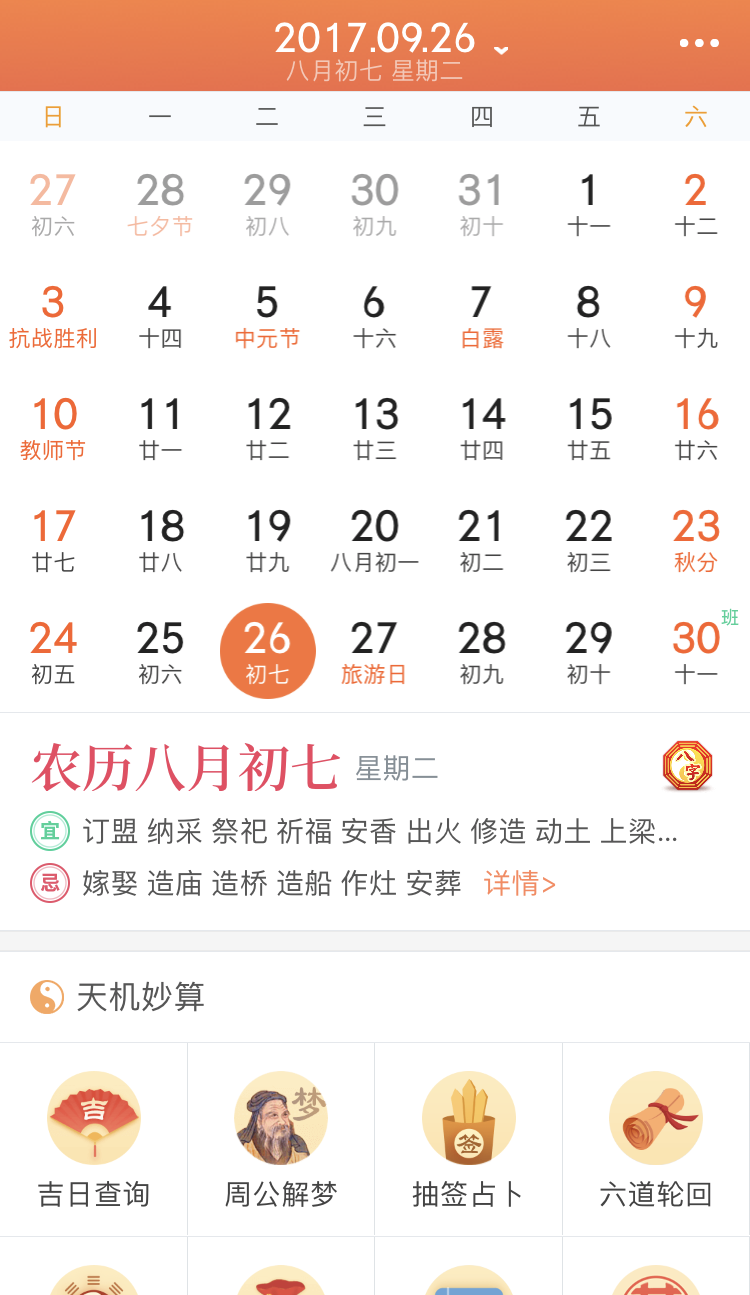 2017.09.26
八月初七 星期二
日 一 二 三 四 五 六
27 28 29 30 31 1 2
初六 七夕节 初八 初九 初十 十一 十二
3 4 5 6 7 8 9
抗战胜利 十四 中元节 十六 白露 十八 十九
10 11 12 13 14 15 16
教师节 廿一 廿二 廿三 廿四 廿五 廿六
17 18 19 20 21 22 23
廿七 廿八 廿九 八月初一 初二 初三 秋分
24 25 26 27 28 29 30 班
初五 初六 初七 旅游日 初九 初十 十一
农历八月初七 星期二 八字
宜 订盟 纳采 祭祀 祈福 安香 出火 修造 动土 上梁...
忌 嫁娶 造庙 造桥 造船 作灶 安葬 详情>
天机妙算
吉 梦 签
吉日查询 周公解梦 抽签占卜 六道轮回